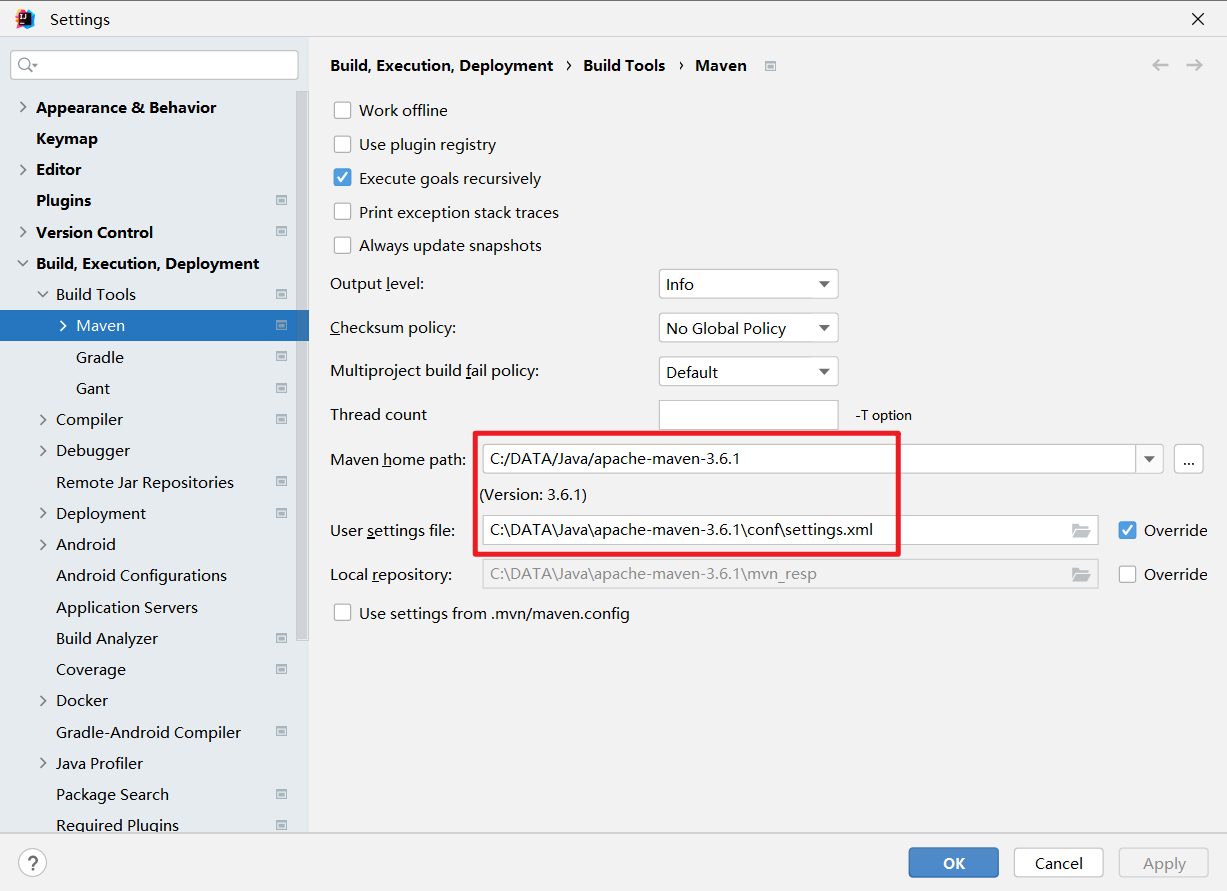 Settings
Appearance & Behavior
Keymap
Editor
Plugins
Version Control
Build, Execution, Deployment
Build Tools
Maven
Gradle
Gant
Compiler
Debugger
Remote Jar Repositories
Deployment
Android
Android Configurations
Application Servers
Build Analyzer
Coverage
Docker
Gradle-Android Compiler
Java Profiler
Package Search
Required Plugins
Build, Execution, Deployment › Build Tools › Maven
Work offline
Use plugin registry
Execute goals recursively
Print exception stack traces
Always update snapshots
Output level: Info
Checksum policy: No Global Policy
Multiproject build fail policy: Default
Thread count -T option
Maven home path: C:/DATA/Java/apache-maven-3.6.1 ...
(Version: 3.6.1)
User settings file: C:\DATA\Java\apache-maven-3.6.1\conf\settings.xml Override
Local repository: C:\DATA\Java\apache-maven-3.6.1\mvn_resp Override
Use settings from .mvn/maven.config
? OK Cancel Apply